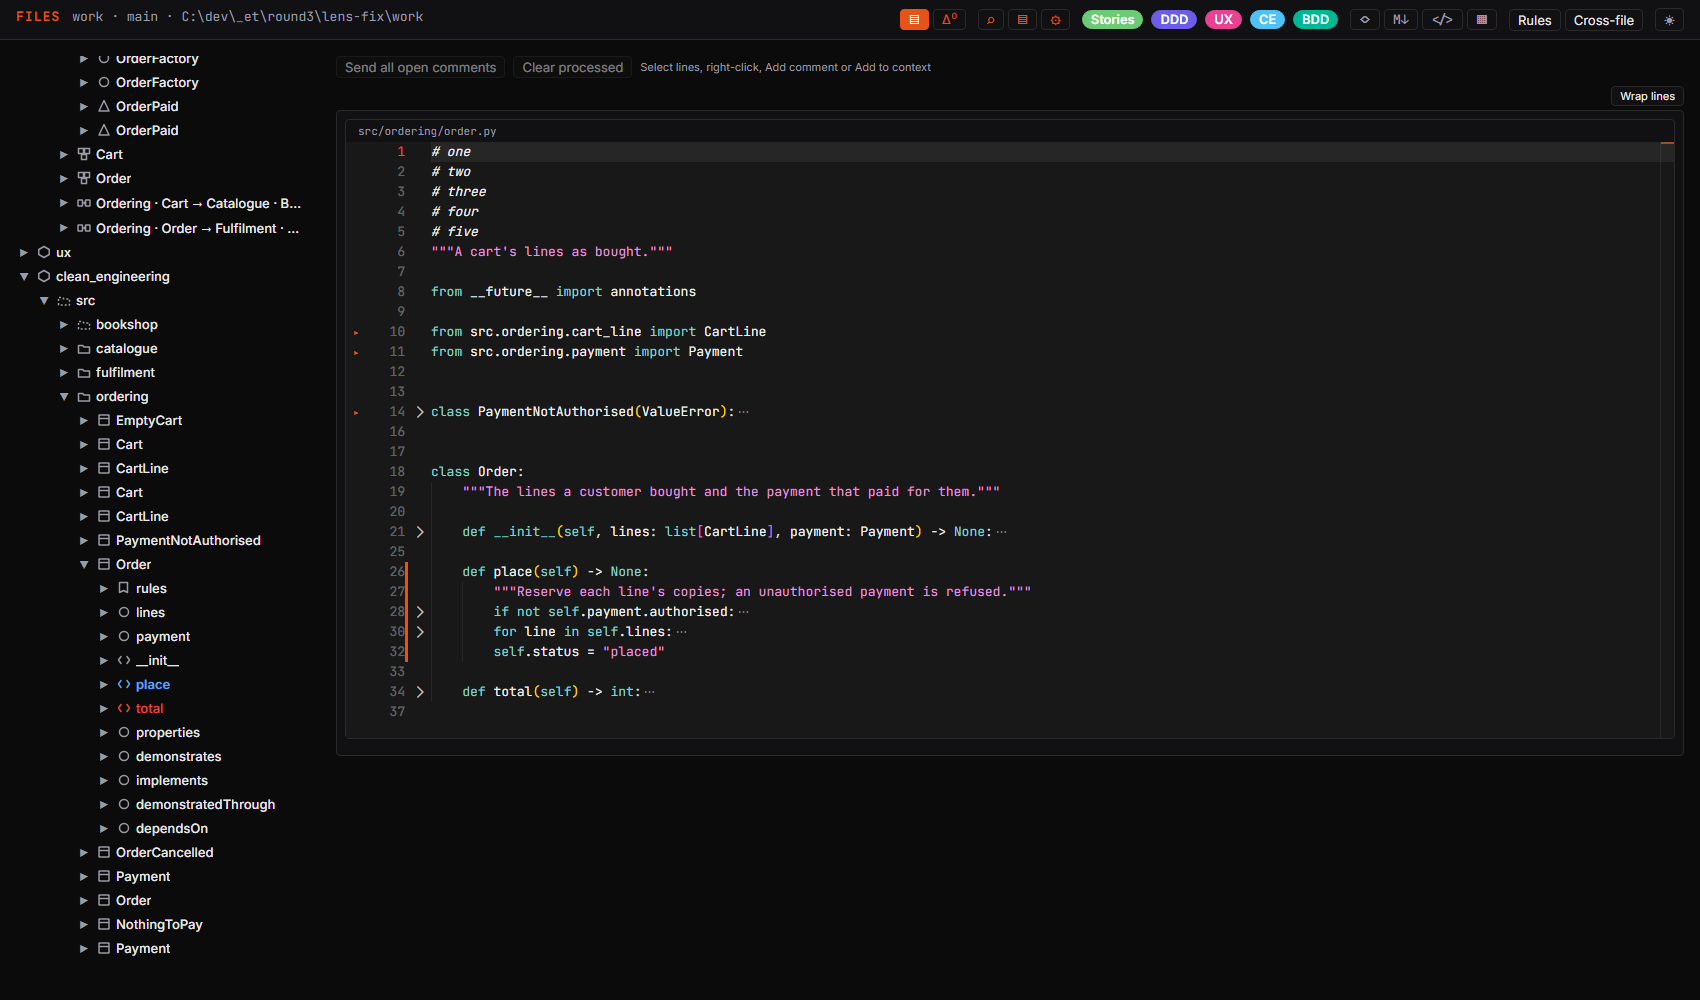 FILES work · main · C:\dev\_et\round3\lens-fix\work
Δ⁰ Stories DDD UX CE BDD M↓ </> Rules Cross-file
OrderFactory
OrderFactory
OrderPaid
OrderPaid
Cart
Order
Ordering · Cart → Catalogue · B...
Ordering · Order → Fulfilment · ...
ux
clean_engineering
src
bookshop
catalogue
fulfilment
ordering
EmptyCart
Cart
CartLine
Cart
CartLine
PaymentNotAuthorised
Order
rules
lines
payment
__init__
place
total
properties
demonstrates
implements
demonstratedThrough
dependsOn
OrderCancelled
Payment
Order
NothingToPay
Payment
Send all open comments Clear processed Select lines, right-click, Add comment or Add to context
Wrap lines
src/ordering/order.py
1 # one
2 # two
3 # three
4 # four
5 # five
6 """A cart's lines as bought."""
7
8 from __future__ import annotations
9
10 from src.ordering.cart_line import CartLine
11 from src.ordering.payment import Payment
12
13
14 class PaymentNotAuthorised(ValueError):···
16
17
18 class Order:
19 """The lines a customer bought and the payment that paid for them."""
20
21 def __init__(self, lines: list[CartLine], payment: Payment) -> None:···
25
26 def place(self) -> None:
27 """Reserve each line's copies; an unauthorised payment is refused."""
28 if not self.payment.authorised:···
30 for line in self.lines:···
32 self.status = "placed"
33
34 def total(self) -> int:···
37